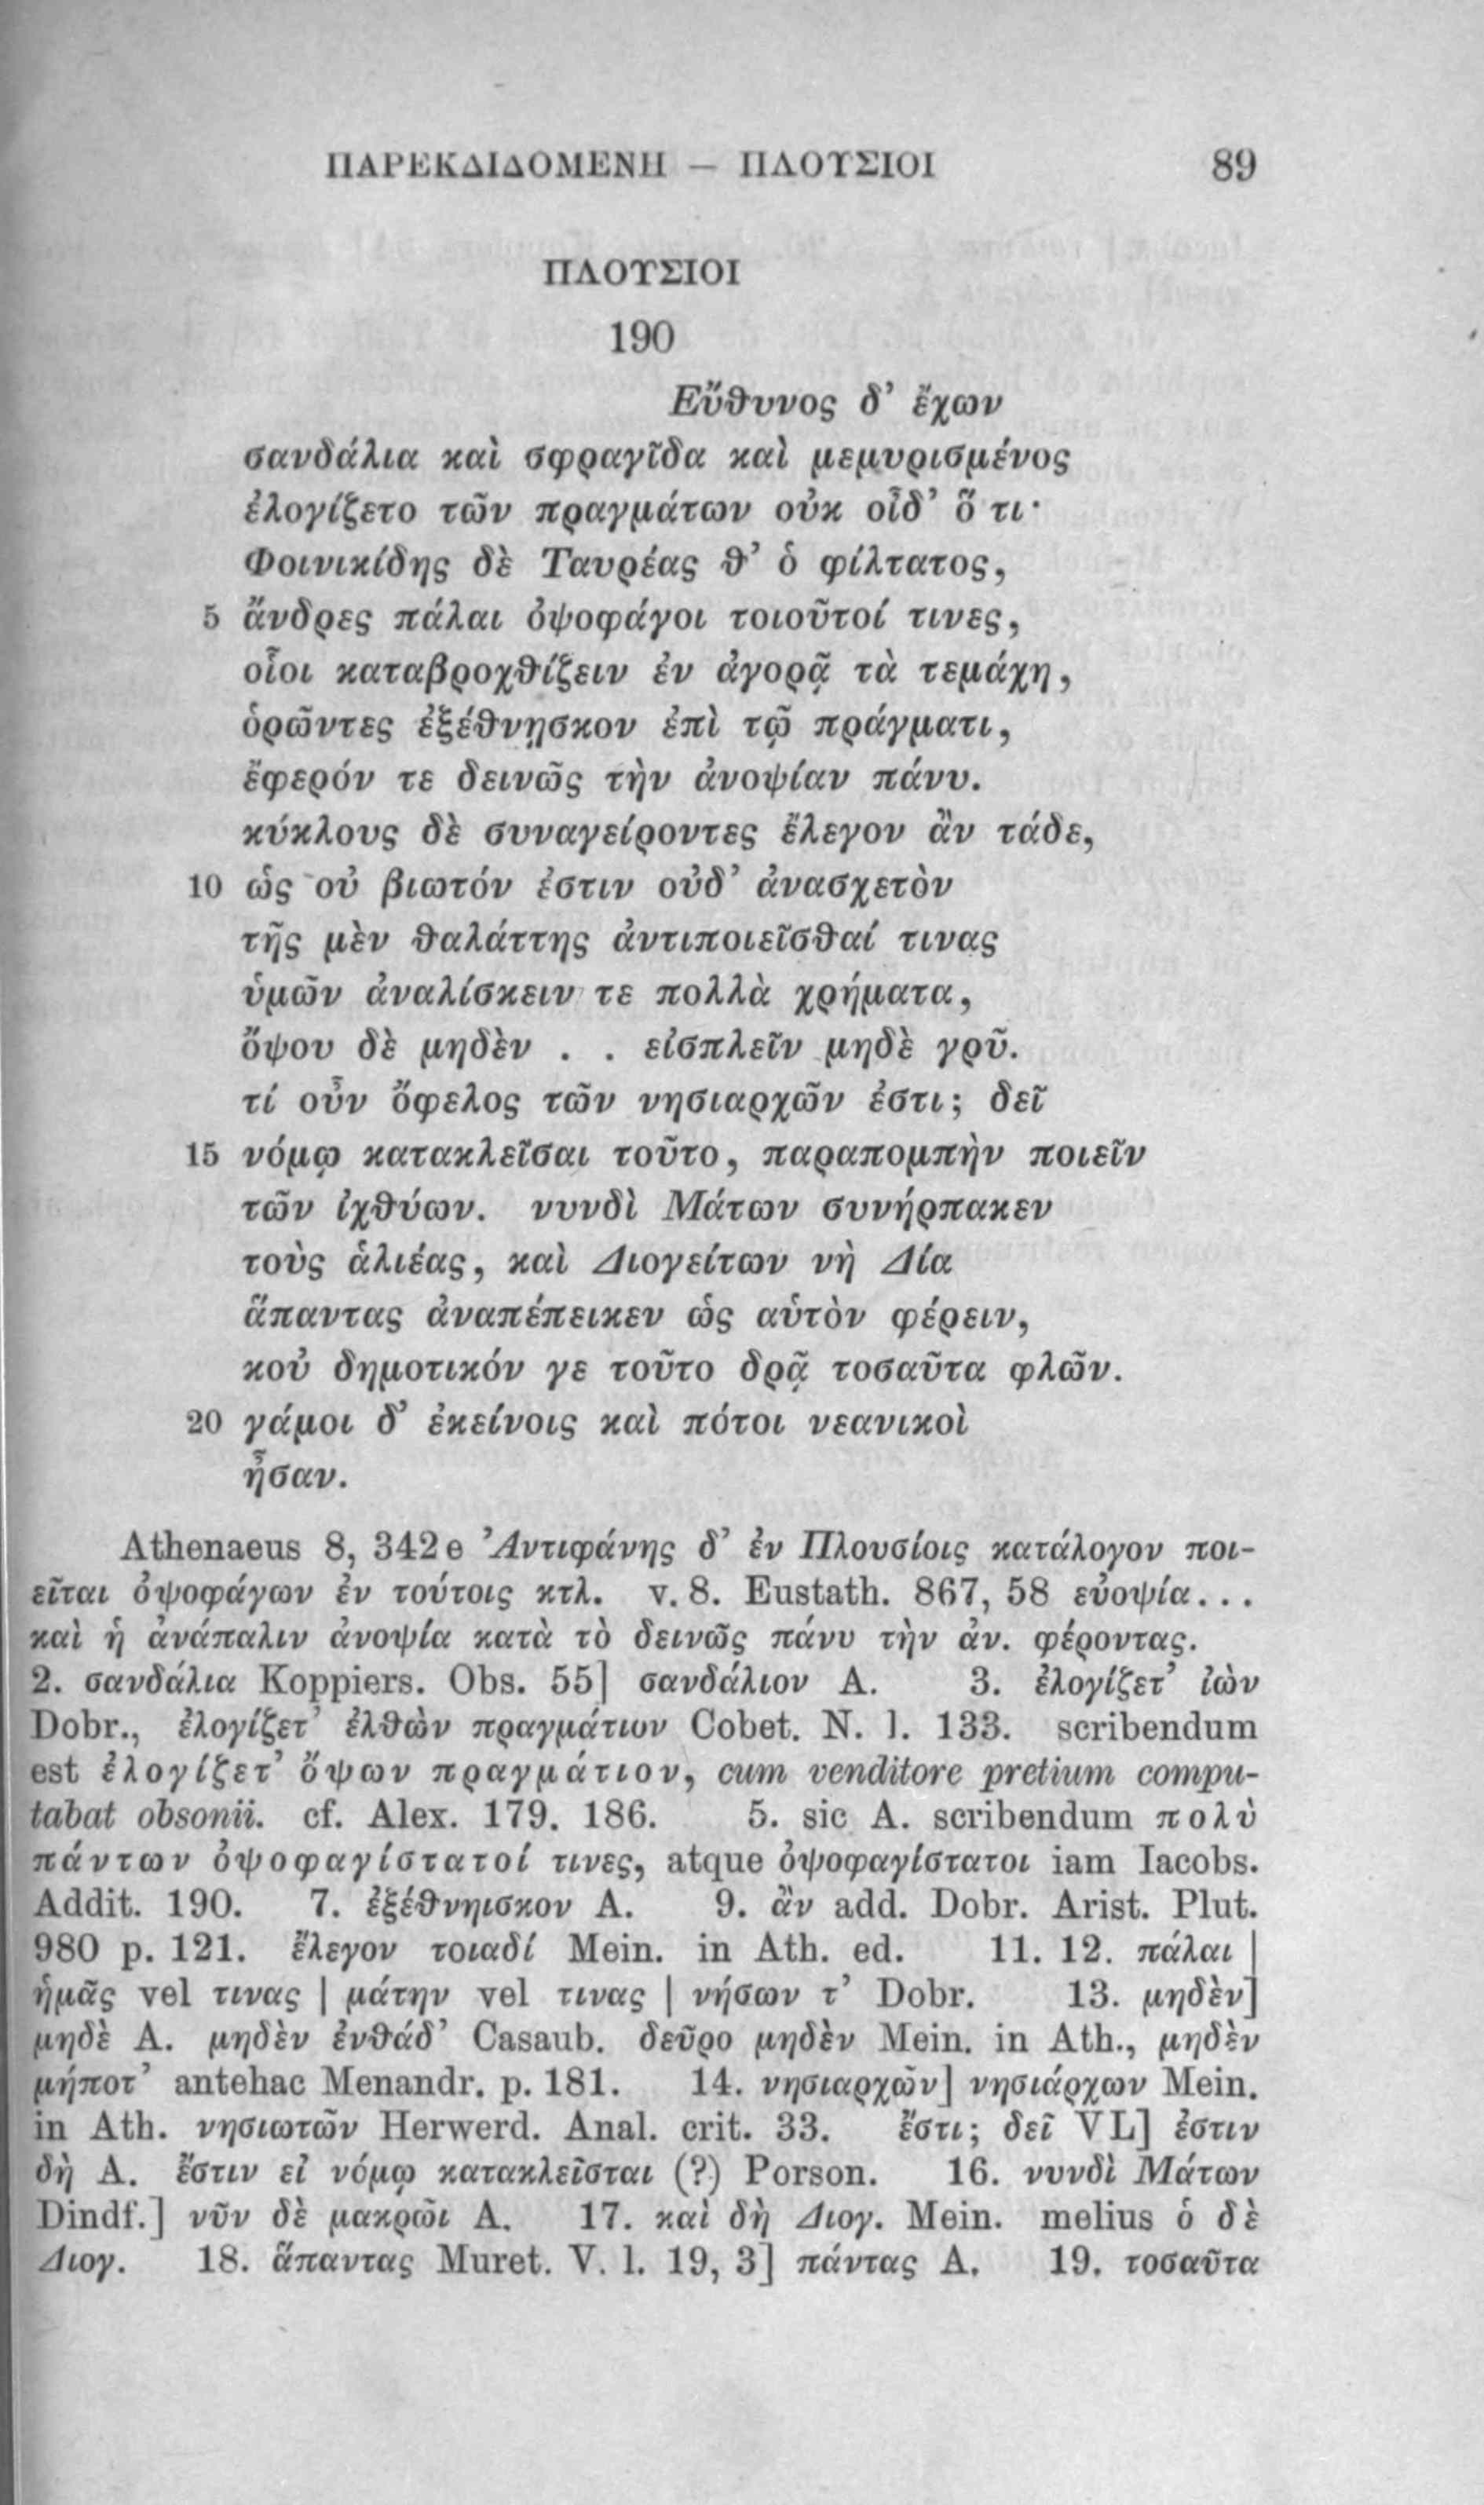 ΠΑΡΕΚΔΙΔΟΜΕΝΗ — ΠΛΟΥΣΙΟΙ 89
ΠΛΟΥΣΙΟΙ
190
Εὔθυνος δ' ἔχων
σανδάλια καὶ σφραγῖδα καὶ μεμυρισμένος
ἐλογίζετο τῶν πραγμάτων οὐκ οἶδ' ὅ τι·
Φοινικίδης δὲ Ταυρέας θ' ὁ φίλτατος,
5 ἄνδρες πάλαι ὀψοφάγοι τοιοῦτοί τινες,
οἷοι καταβροχθίζειν ἐν ἀγορᾷ τὰ τεμάχη,
ὁρῶντες ἐξέθνῃσκον ἐπὶ τῷ πράγματι,
ἔφερόν τε δεινῶς τὴν ἀνοψίαν πάνυ.
κύκλους δὲ συναγείροντες ἔλεγον ἂν τάδε,
10 ὡς οὐ βιωτόν ἐστιν οὐδ' ἀνασχετὸν
τῆς μὲν θαλάττης ἀντιποιεῖσθαί τινας
ὑμῶν ἀναλίσκειν τε πολλὰ χρήματα,
ὄψου δὲ μηδὲν . . εἰσπλεῖν μηδὲ γρῦ.
τί οὖν ὄφελος τῶν νησιαρχῶν ἐστι; δεῖ
15 νόμῳ κατακλεῖσαι τοῦτο, παραπομπὴν ποιεῖν
τῶν ἰχθύων. νυνδὶ Μάτων συνήρπακεν
τοὺς ἁλιέας, καὶ Διογείτων νὴ Δία
ἅπαντας ἀναπέπεικεν ὡς αὑτὸν φέρειν,
κοὐ δημοτικόν γε τοῦτο δρᾷ τοσαῦτα φλῶν.
20 γάμοι δ' ἐκείνοις καὶ πότοι νεανικοὶ
ἦσαν.
Athenaeus 8, 342 e Ἀντιφάνης δ' ἐν Πλουσίοις κατάλογον ποι-
εῖται ὀψοφάγων ἐν τούτοις κτλ. v. 8. Eustath. 867, 58 εὐοψία...
καὶ ἡ ἀνάπαλιν ἀνοψία κατὰ τὸ δεινῶς πάνυ τὴν ἀν. φέροντας.
2. σανδάλια Koppiers. Obs. 55] σανδάλιον A. 3. ἐλογίζετ' ἰὼν
Dobr., ἐλογίζετ' ἐλθὼν πραγμάτιων Cobet. N. l. 133. scribendum
est ἐλογίζετ' ὄψων πραγμάτιον, cum venditore pretium compu-
tabat obsonii. cf. Alex. 179. 186. 5. sic A. scribendum πολὺ
πάντων ὀψοφαγίστατοί τινες, atque ὀψοφαγίστατοι iam Iacobs.
Addit. 190. 7. ἐξέθνηισκον A. 9. ἂν add. Dobr. Arist. Plut.
980 p. 121. ἔλεγον τοιαδί Mein. in Ath. ed. 11. 12. πάλαι |
ἡμᾶς vel τινας | μάτην vel τινας | νήσων τ' Dobr. 13. μηδὲν]
μηδὲ A. μηδὲν ἐνθάδ' Casaub. δεῦρο μηδὲν Mein. in Ath., μηδὲν
μήποτ' antehac Menandr. p. 181. 14. νησιαρχῶν] νησιάρχων Mein.
in Ath. νησιωτῶν Herwerd. Anal. crit. 33. ἔστι; δεῖ VL] ἐστιν
δὴ A. ἔστιν εἰ νόμῳ κατακλεῖσται (?) Porson. 16. νυνδὶ Μάτων
Dindf.] νῦν δὲ μακρῶι A. 17. καὶ δὴ Διογ. Mein. melius ὁ δὲ
Διογ. 18. ἅπαντας Muret. V. l. 19, 3] πάντας A. 19. τοσαῦτα